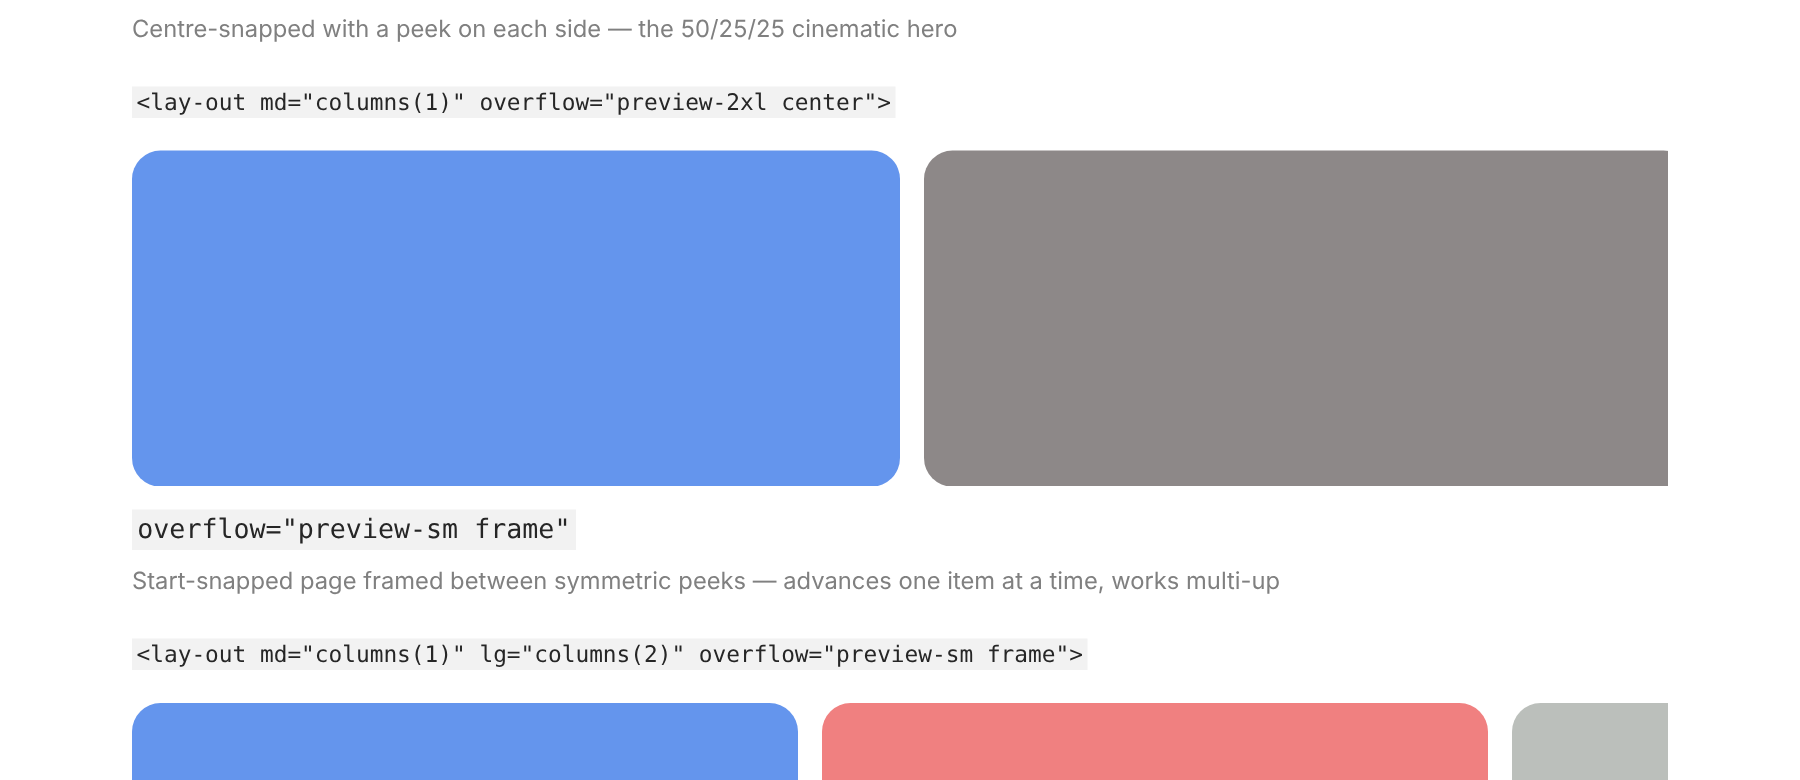 Centre-snapped with a peek on each side — the 50/25/25 cinematic hero
<lay-out md="columns(1)" overflow="preview-2xl center">
overflow="preview-sm frame"
Start-snapped page framed between symmetric peeks — advances one item at a time, works multi-up
<lay-out md="columns(1)" lg="columns(2)" overflow="preview-sm frame">